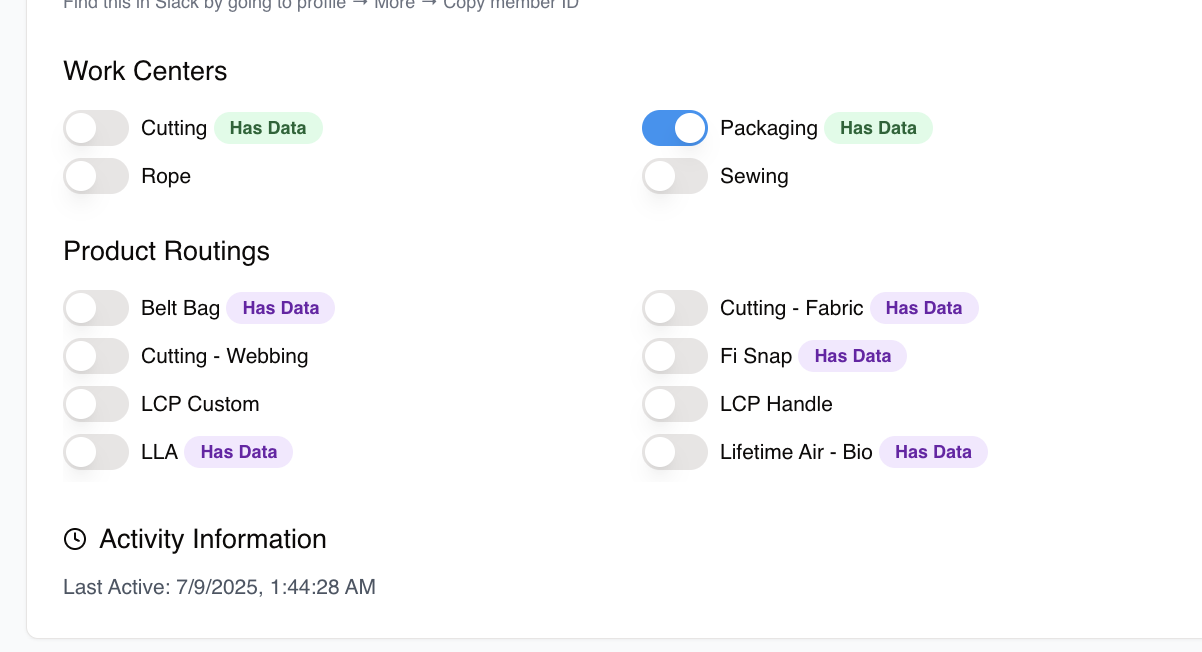 Find this in Slack by going to profile → More → Copy member ID
Work Centers
Cutting Has Data
Packaging Has Data
Rope
Sewing
Product Routings
Belt Bag Has Data
Cutting - Fabric Has Data
Cutting - Webbing
Fi Snap Has Data
LCP Custom
LCP Handle
LLA Has Data
Lifetime Air - Bio Has Data
Activity Information
Last Active: 7/9/2025, 1:44:28 AM